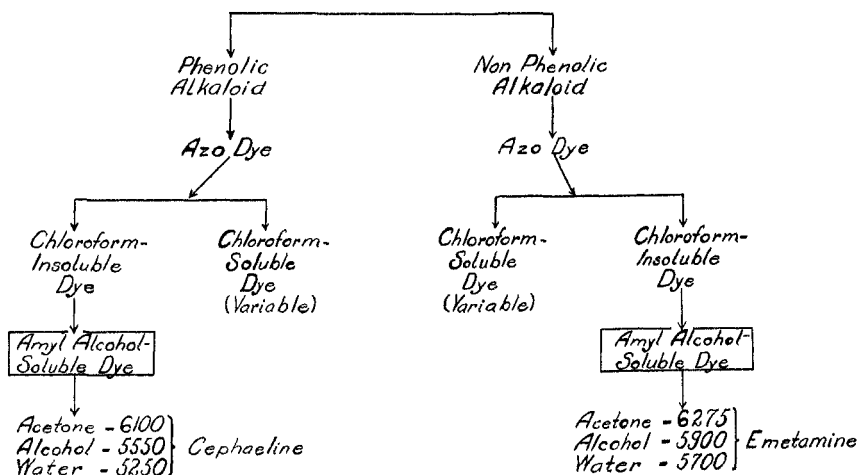 Phenolic
Alkaloid
Non Phenolic
Alkaloid
Azo Dye
Azo Dye
Chloroform-
Insoluble
Dye
Chloroform-
Soluble
Dye
(Variable)
Chloroform-
Soluble
Dye
(Variable)
Chloroform-
Insoluble
Dye
Amyl Alcohol-
Soluble Dye
Amyl Alcohol-
Soluble Dye
Acetone - 6100
Alcohol - 5550
Water - 5250
Cephaeline
Acetone - 6275
Alcohol - 5900
Water - 5700
Emetamine